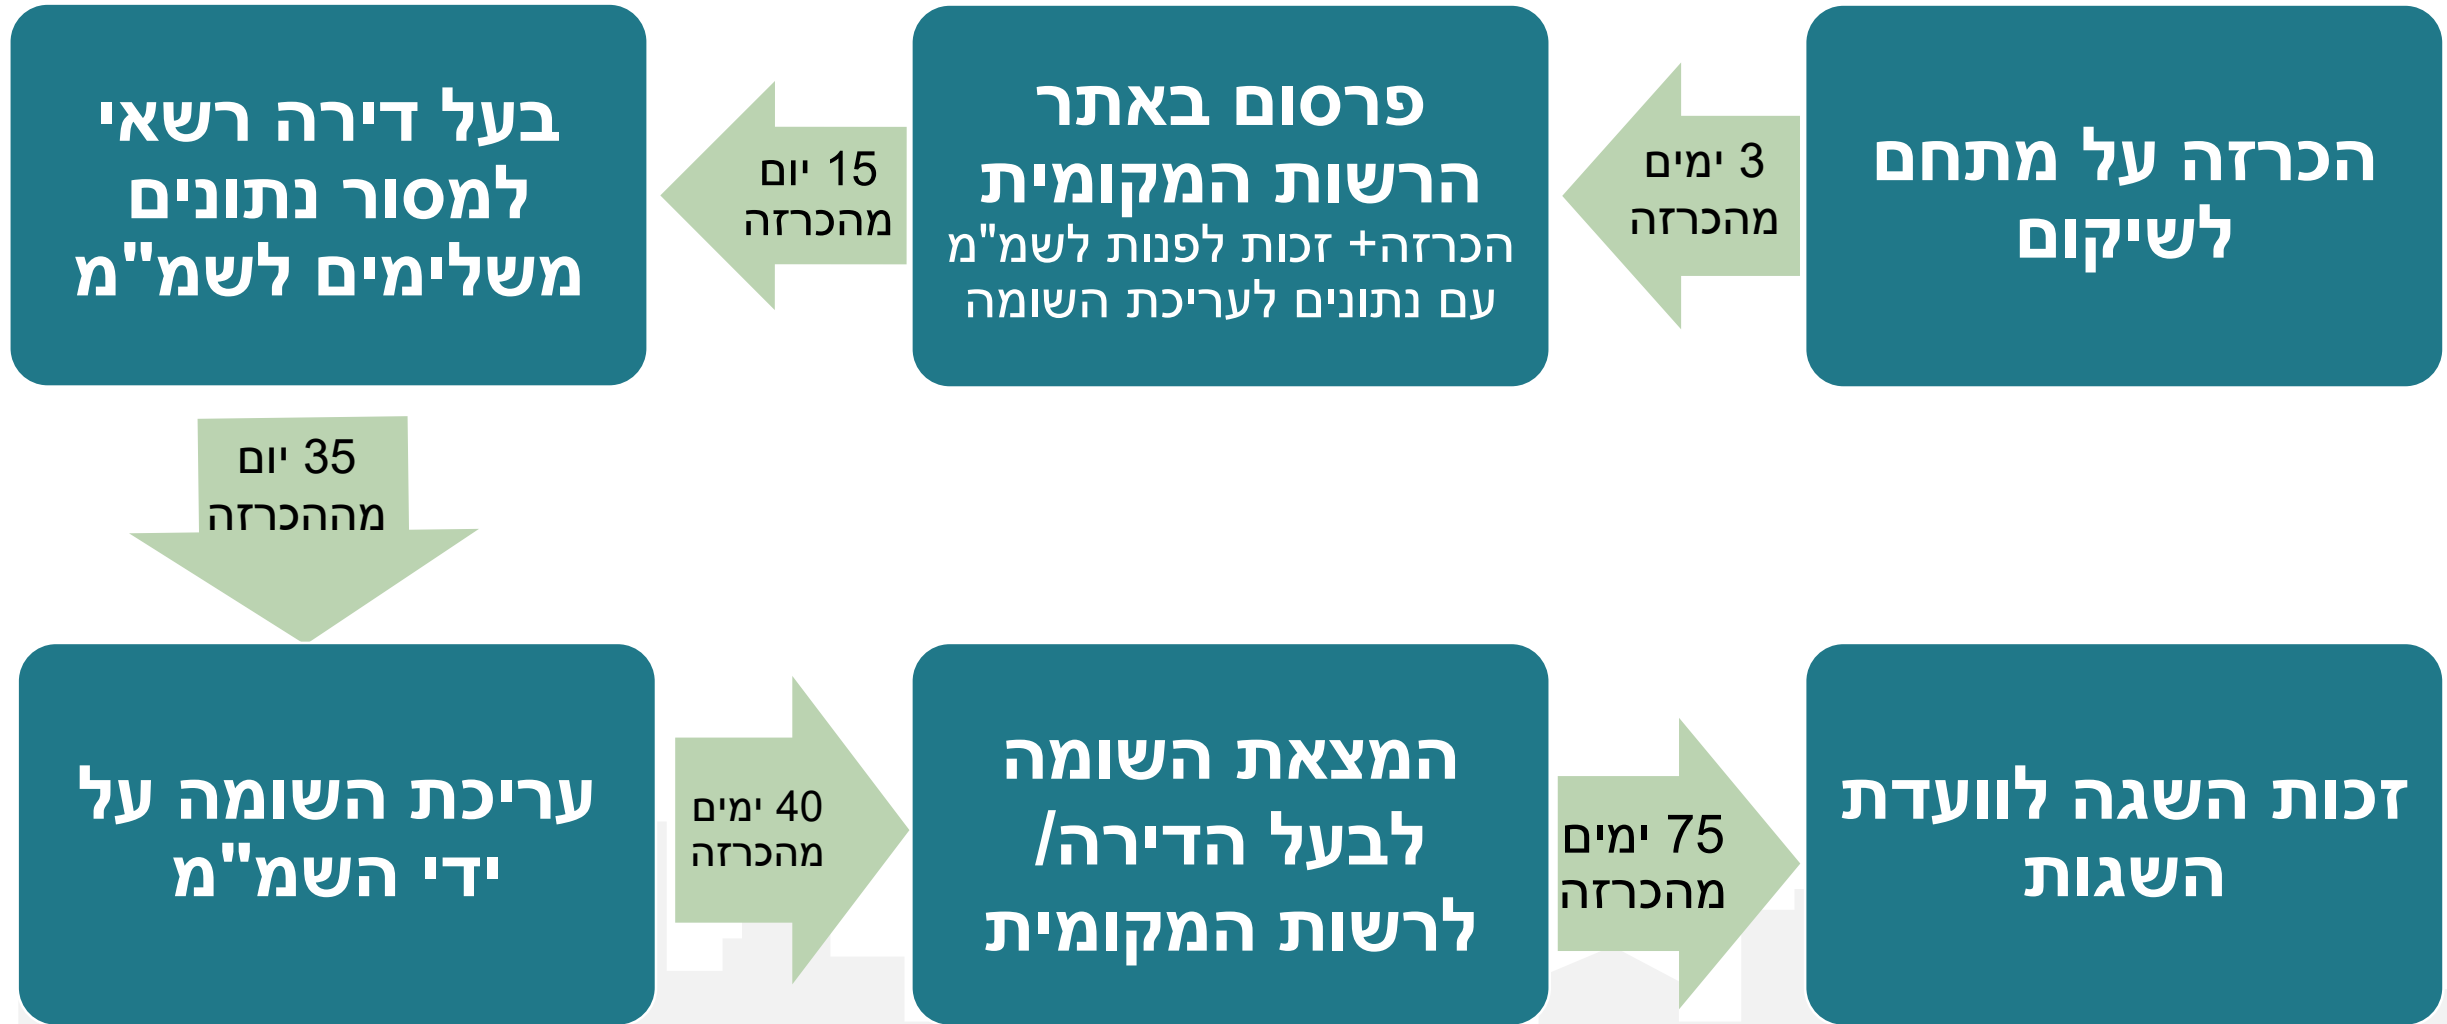 הכרזה על מתחם
לשיקום
3 ימים
מהכרזה
פרסום באתר
הרשות המקומית
הכרזה+ זכות לפנות לשמ"מ
עם נתונים לעריכת השומה
15 יום
מהכרזה
בעל דירה רשאי
למסור נתונים
משלימים לשמ"מ
35 יום
מההכרזה
עריכת השומה על
ידי השמ"מ
40 ימים
מהכרזה
המצאת השומה
לבעל הדירה/
לרשות המקומית
75 ימים
מהכרזה
זכות השגה לוועדת
השגות